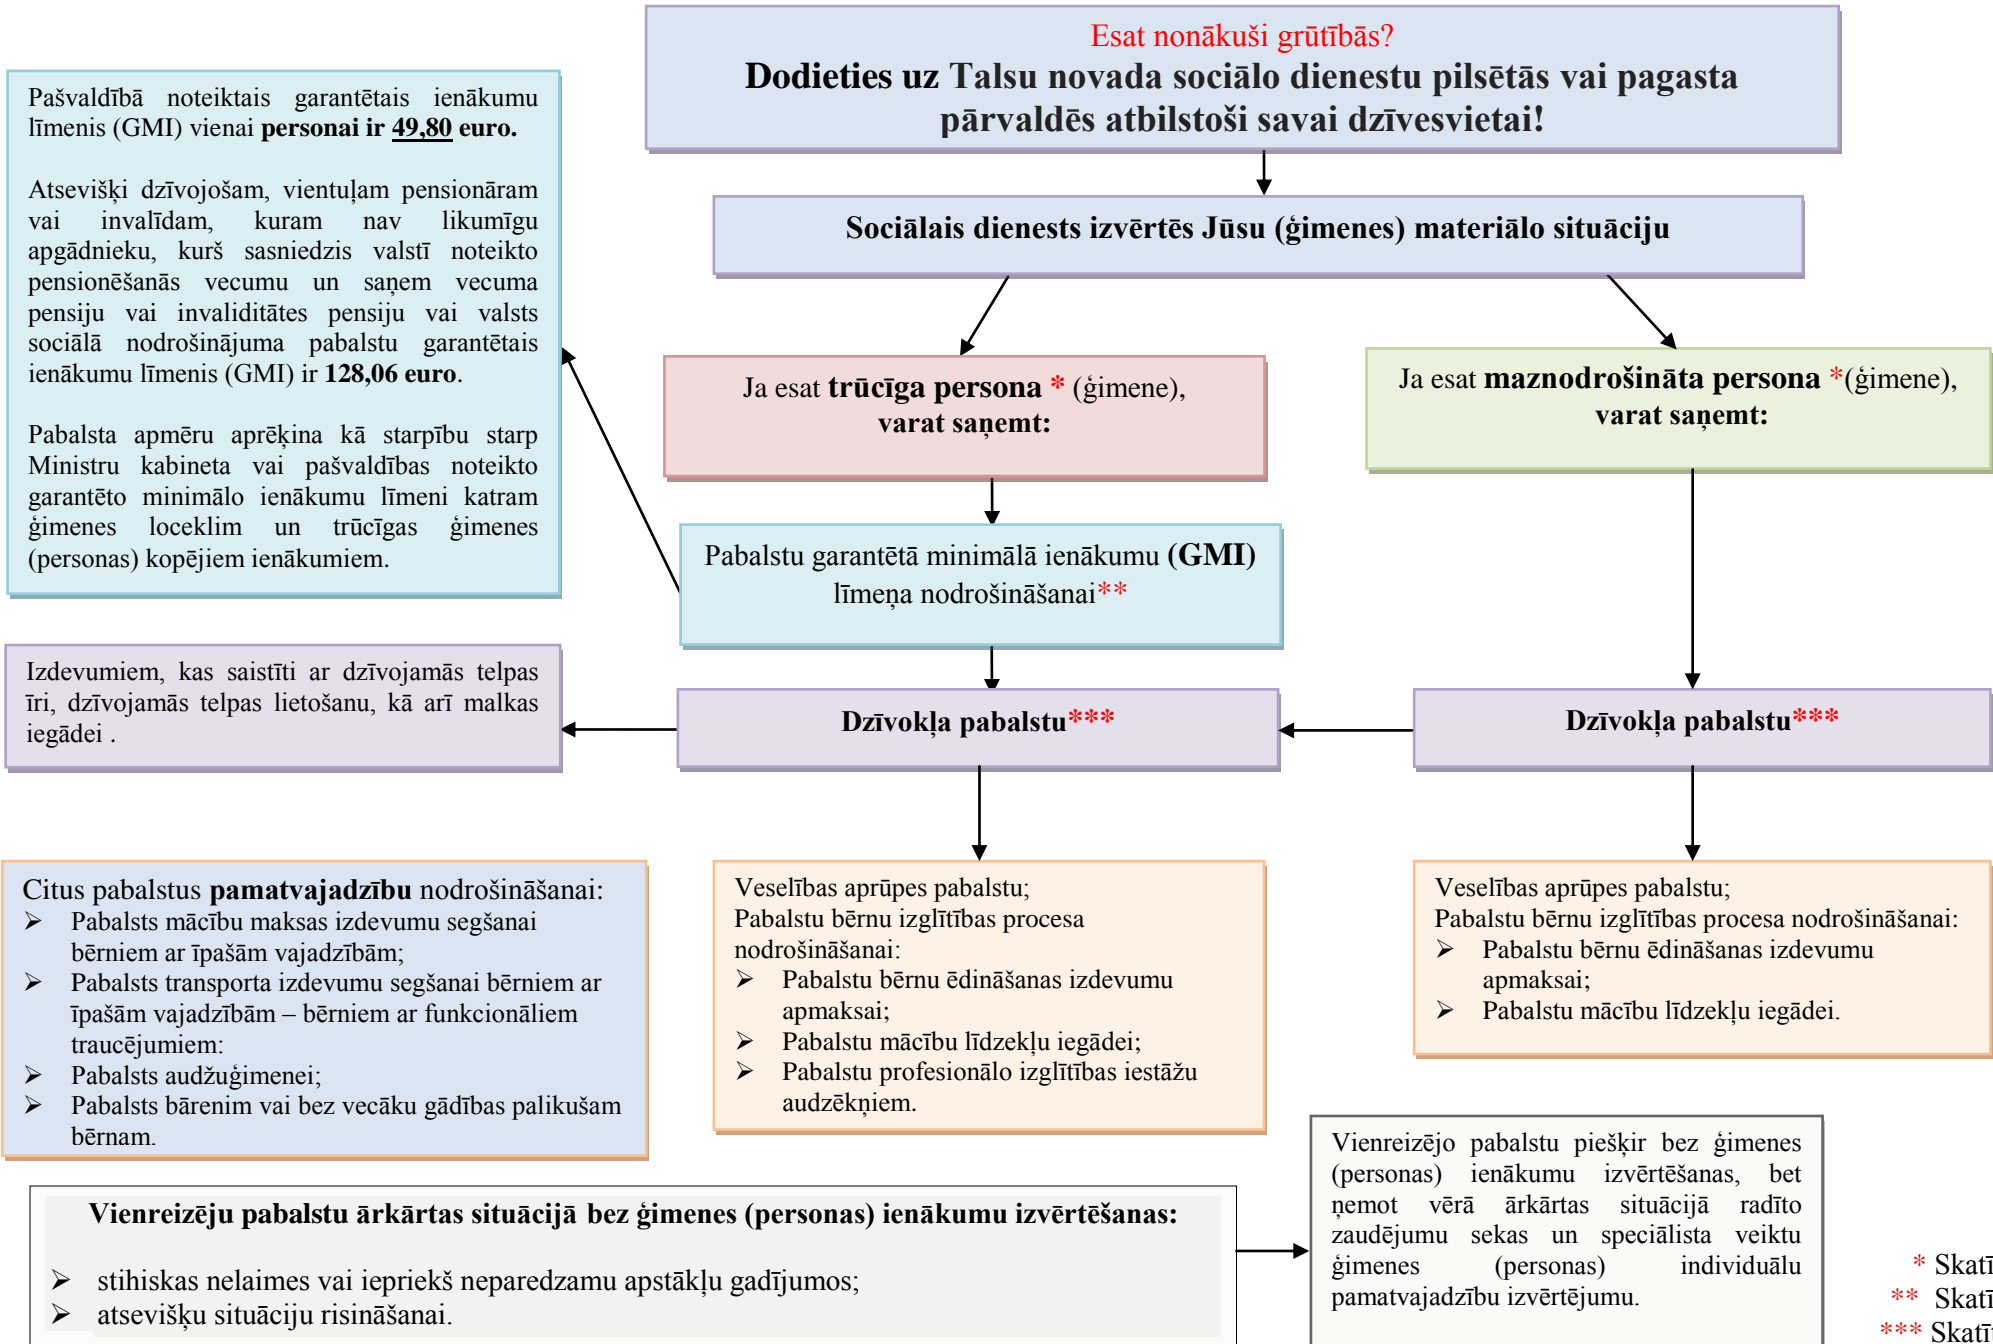 Esat nonākuši grūtībās?
Dodieties uz Talsu novada sociālo dienestu pilsētās vai pagasta
pārvaldēs atbilstoši savai dzīvesvietai!
Pašvaldībā noteiktais garantētais ienākumu
līmenis (GMI) vienai personai ir 49,80 euro.
Atsevišķi dzīvojošam, vientuļam pensionāram
vai invalīdam, kuram nav likumīgu
apgādnieku, kurš sasniedzis valstī noteikto
pensionēšanās vecumu un saņem vecuma
pensiju vai invaliditātes pensiju vai valsts
sociālā nodrošinājuma pabalstu garantētais
ienākumu līmenis (GMI) ir 128,06 euro.
Pabalsta apmēru aprēķina kā starpību starp
Ministru kabineta vai pašvaldības noteikto
garantēto minimālo ienākumu līmeni katram
ģimenes loceklim un trūcīgas ģimenes
(personas) kopējiem ienākumiem.
Sociālais dienests izvērtēs Jūsu (ģimenes) materiālo situāciju
Ja esat trūcīga persona * (ģimene),
varat saņemt:
Ja esat maznodrošināta persona *(ģimene),
varat saņemt:
Pabalstu garantētā minimālā ienākumu (GMI)
līmeņa nodrošināšanai**
Izdevumiem, kas saistīti ar dzīvojamās telpas
īri, dzīvojamās telpas lietošanu, kā arī malkas
iegādei .
Dzīvokļa pabalstu***
Dzīvokļa pabalstu***
Citus pabalstus pamatvajadzību nodrošināšanai:
➢ Pabalsts mācību maksas izdevumu segšanai
bērniem ar īpašām vajadzībām;
➢ Pabalsts transporta izdevumu segšanai bērniem ar
īpašām vajadzībām – bērniem ar funkcionāliem
traucējumiem:
➢ Pabalsts audžuģimenei;
➢ Pabalsts bārenim vai bez vecāku gādības palikušam
bērnam.
Veselības aprūpes pabalstu;
Pabalstu bērnu izglītības procesa
nodrošināšanai:
➢ Pabalstu bērnu ēdināšanas izdevumu
apmaksai;
➢ Pabalstu mācību līdzekļu iegādei;
➢ Pabalstu profesionālo izglītības iestāžu
audzēkņiem.
Veselības aprūpes pabalstu;
Pabalstu bērnu izglītības procesa nodrošināšanai:
➢ Pabalstu bērnu ēdināšanas izdevumu
apmaksai;
➢ Pabalstu mācību līdzekļu iegādei.
Vienreizēju pabalstu ārkārtas situācijā bez ģimenes (personas) ienākumu izvērtēšanas:
➢ stihiskas nelaimes vai iepriekš neparedzamu apstākļu gadījumos;
➢ atsevišķu situāciju risināšanai.
Vienreizējo pabalstu piešķir bez ģimenes
(personas) ienākumu izvērtēšanas, bet
ņemot vērā ārkārtas situācijā radīto
zaudējumu sekas un speciālista veiktu
ģimenes (personas) individuālu
pamatvajadzību izvērtējumu.
* Skatī
** Skatī
*** Skatī